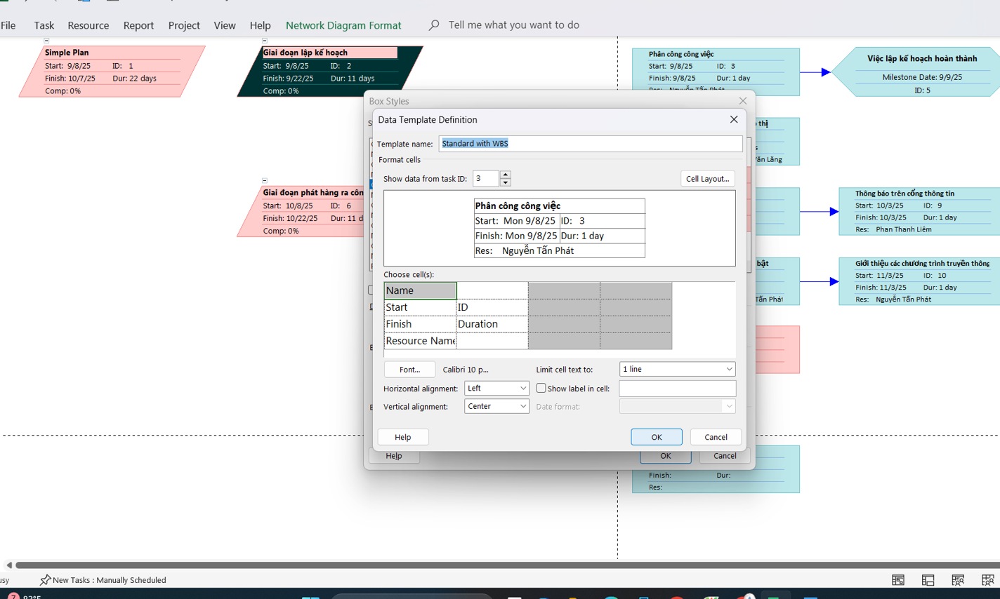 File Task Resource Report Project View Help Network Diagram Format Tell me what you want to do
Simple Plan
Start: 9/8/25 ID: 1
Finish: 10/7/25 Dur: 22 days
Comp: 0%
Giai đoạn lập kế hoạch
Start: 9/8/25 ID: 2
Finish: 9/22/25 Dur: 11 days
Comp: 0%
Phân công công việc
Start: 9/8/25 ID: 3
Finish: 9/8/25 Dur: 1 day
Res: Nguyễn Tấn Phát
Việc lập kế hoạch hoàn thành
Milestone Date: 9/9/25
ID: 5
Box Styles
Data Template Definition
Template name: Standard with WBS
Format cells
Show data from task ID: 3 Cell Layout...
Phân công công việc
Start: Mon 9/8/25 ID: 3
Finish: Mon 9/8/25 Dur: 1 day
Res: Nguyễn Tấn Phát
Choose cell(s):
Name
Start ID
Finish Duration
Resource Name
Font... Calibri 10 p... Limit cell text to: 1 line
Horizontal alignment: Left Show label in cell:
Vertical alignment: Center Date format:
Help OK Cancel
Help OK Cancel
thị
Văn Lăng
Giai đoạn phát hàng ra côn
Start: 10/8/25 ID: 6
Finish: 10/22/25 Dur: 11 d
Comp: 0%
Thông báo trên cổng thông tin
Start: 10/3/25 ID: 9
Finish: 10/3/25 Dur: 1 day
Res: Phan Thanh Liêm
bật
Tấn Phát
Giới thiệu các chương trình truyền thông
Start: 11/3/25 ID: 10
Finish: 11/3/25 Dur: 1 day
Res: Nguyễn Tấn Phát
Finish: Dur:
Res:
usy New Tasks : Manually Scheduled
7